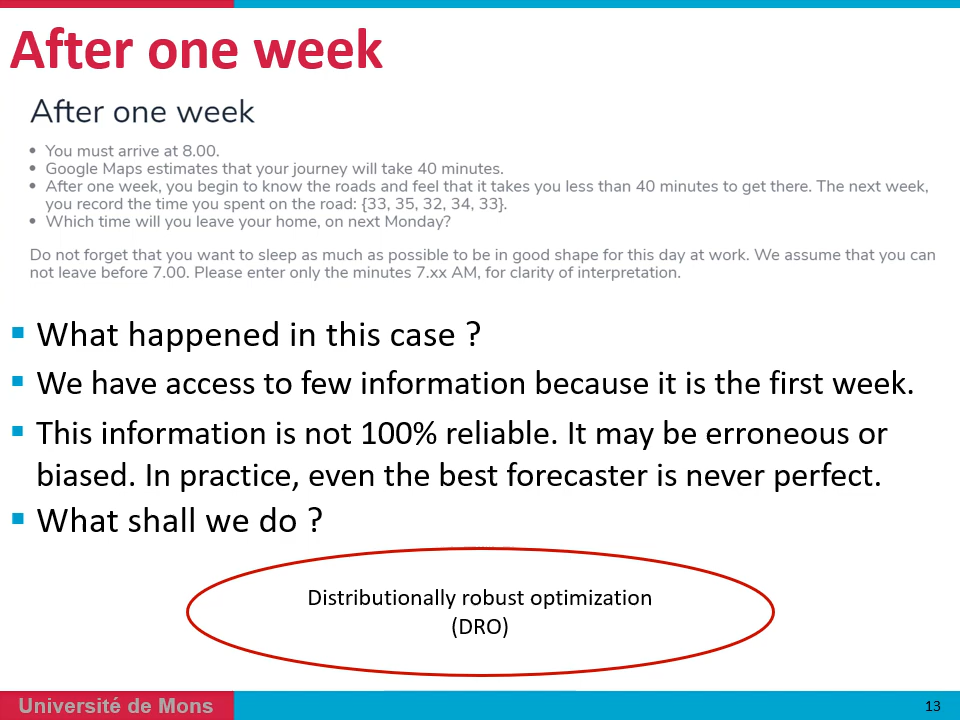 After one week
After one week
• You must arrive at 8.00.
• Google Maps estimates that your journey will take 40 minutes.
• After one week, you begin to know the roads and feel that it takes you less than 40 minutes to get there. The next week,
you record the time you spent on the road: {33, 35, 32, 34, 33}.
• Which time will you leave your home, on next Monday?
Do not forget that you want to sleep as much as possible to be in good shape for this day at work. We assume that you can
not leave before 7.00. Please enter only the minutes 7.xx AM, for clarity of interpretation.
▪ What happened in this case ?
▪ We have access to few information because it is the first week.
▪ This information is not 100% reliable. It may be erroneous or
biased. In practice, even the best forecaster is never perfect.
▪ What shall we do ?
Distributionally robust optimization
(DRO)
Université de Mons
13